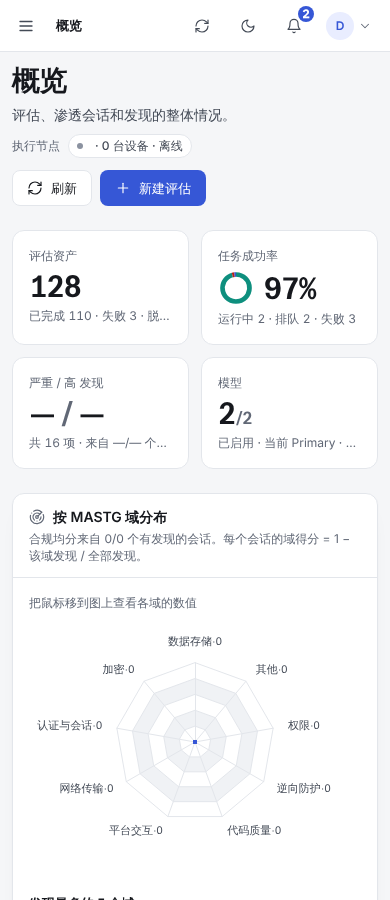 概览
2
D
概览
评估、渗透会话和发现的整体情况。
执行节点 · 0 台设备 · 离线
刷新 新建评估
评估资产
128
已完成 110 · 失败 3 · 脱...
任务成功率
97%
运行中 2 · 排队 2 · 失败 3
严重 / 高 发现
— / —
共 16 项 · 来自 —/— 个...
模型
2/2
已启用 · 当前 Primary · ...
按 MASTG 域分布
合规均分来自 0/0 个有发现的会话。每个会话的域得分 = 1 −
该域发现 / 全部发现。
把鼠标移到图上查看各域的数值
数据存储·0
加密·0 其他·0
认证与会话·0 权限·0
网络传输·0 逆向防护·0
平台交互·0 代码质量·0